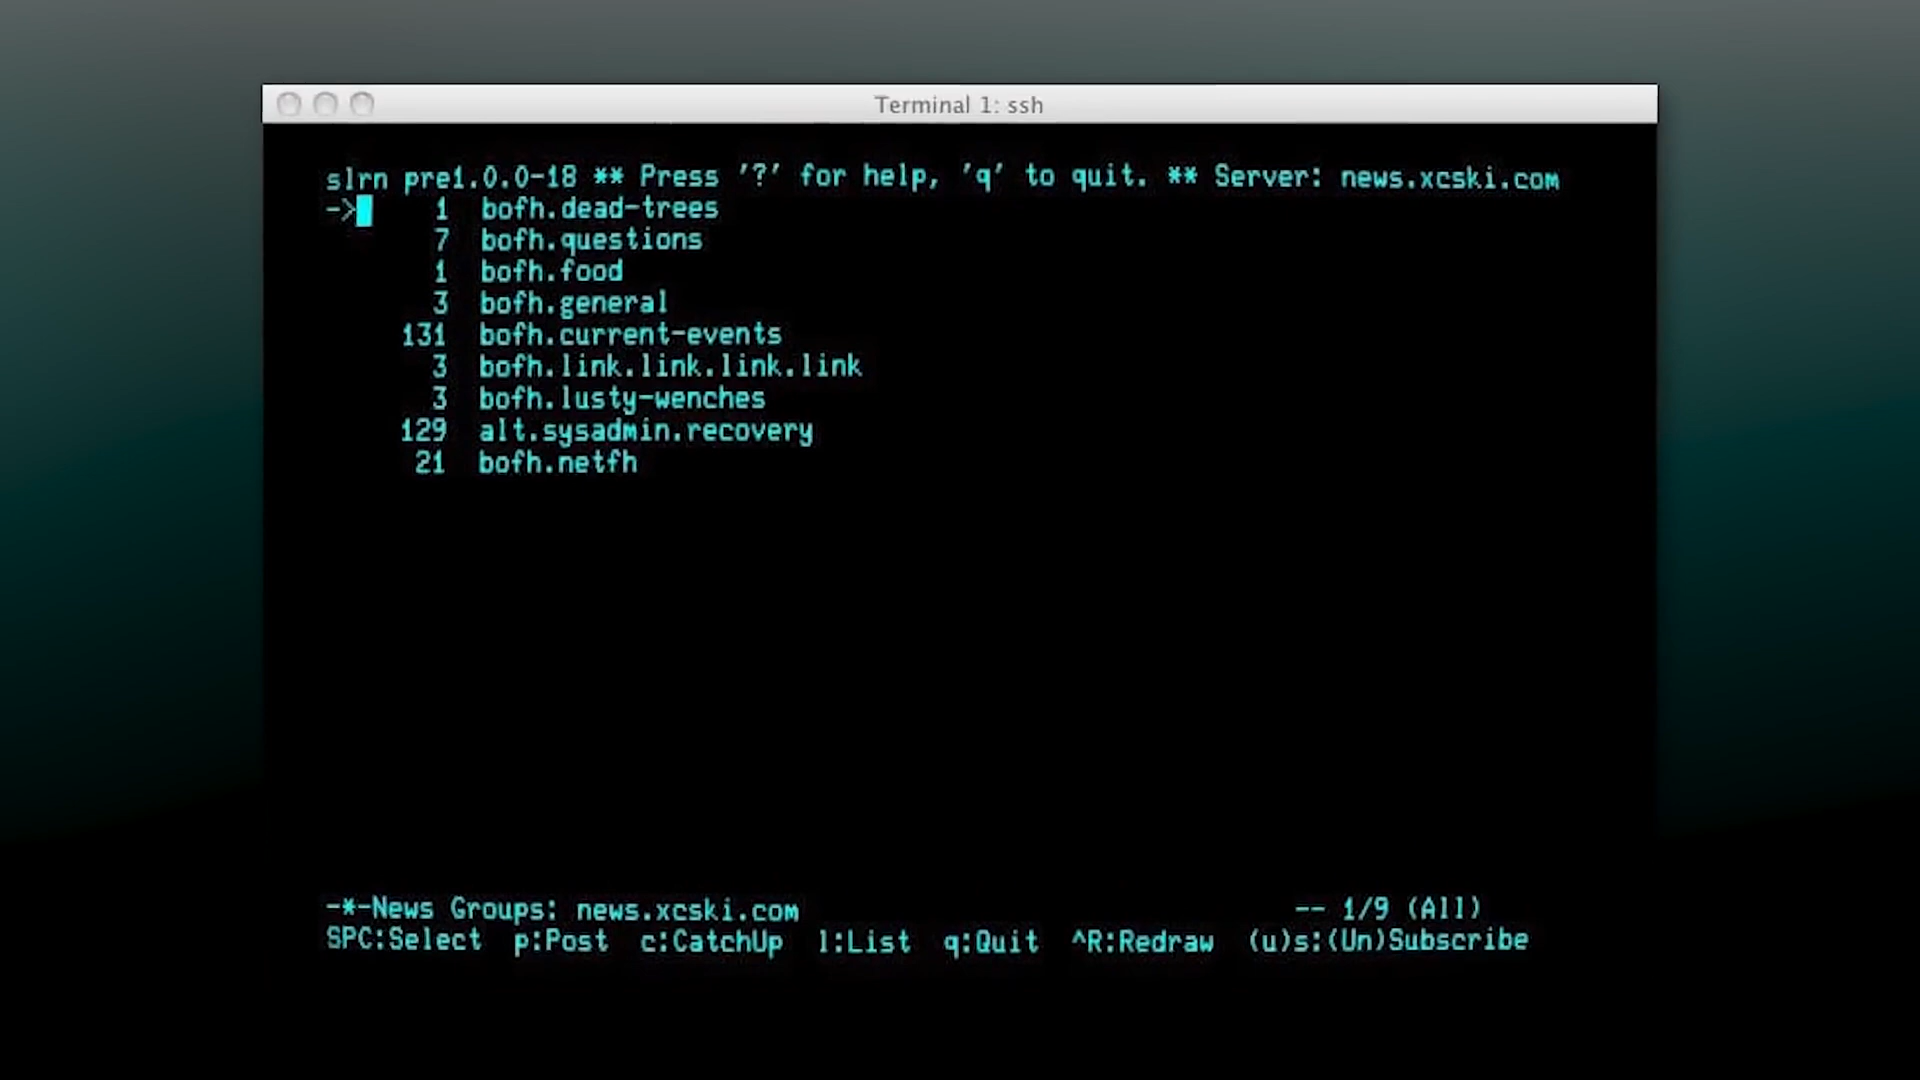 Terminal 1: ssh
slrn pre1.0.0-18 ** Press '?' for help, 'q' to quit. ** Server: news.xcski.com
-> 1 bofh.dead-trees
7 bofh.questions
1 bofh.food
3 bofh.general
131 bofh.current-events
3 bofh.link.link.link.link
3 bofh.lusty-wenches
129 alt.sysadmin.recovery
21 bofh.netfh
-*-News Groups: news.xcski.com -- 1/9 (All)
SPC:Select p:Post c:CatchUp l:List q:Quit ^R:Redraw (u)s:(Un)Subscribe